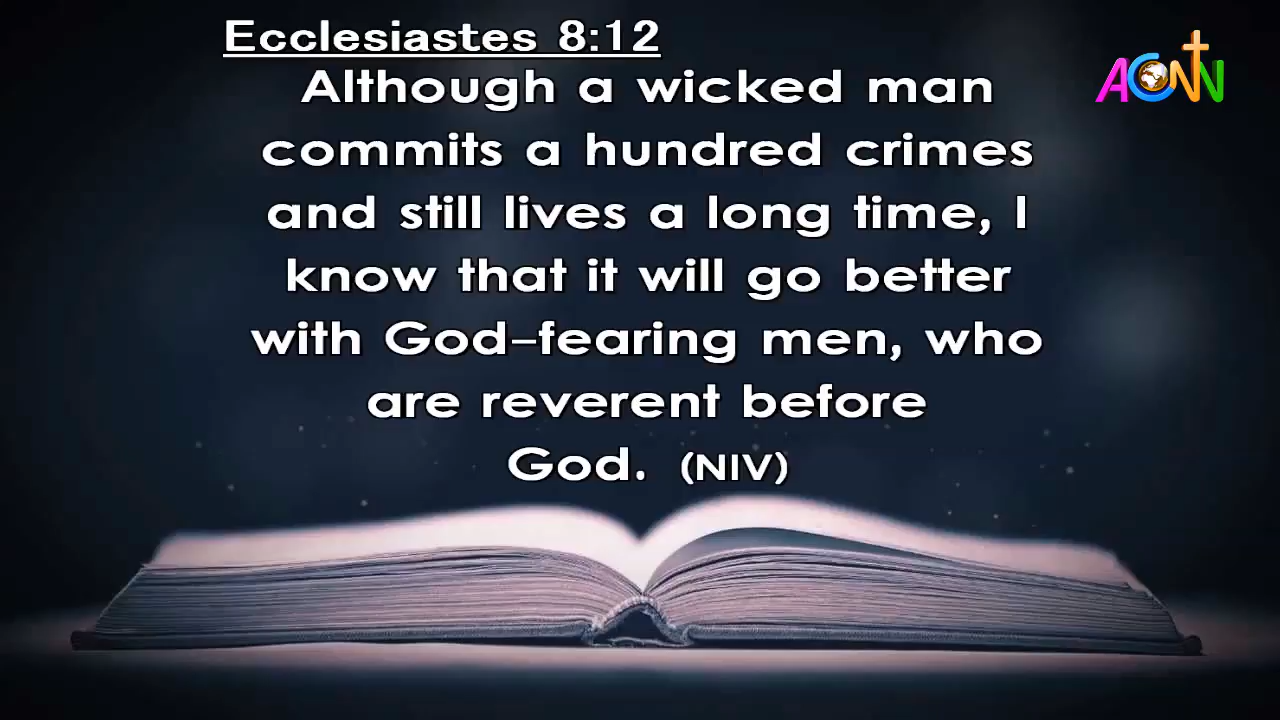 Ecclesiastes 8:12
ACNN
Although a wicked man
commits a hundred crimes
and still lives a long time, I
know that it will go better
with God-fearing men, who
are reverent before
God. (NIV)